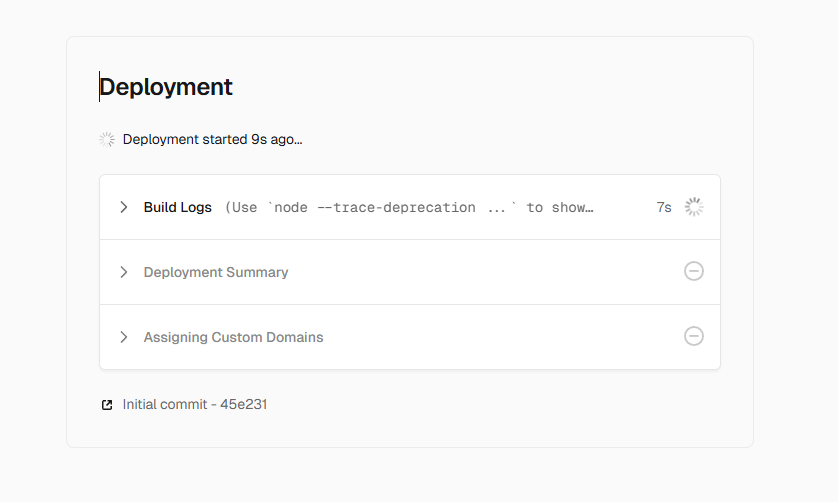 Deployment
Deployment started 9s ago...
Build Logs (Use `node --trace-deprecation ...` to show... 7s
Deployment Summary
Assigning Custom Domains
Initial commit - 45e231